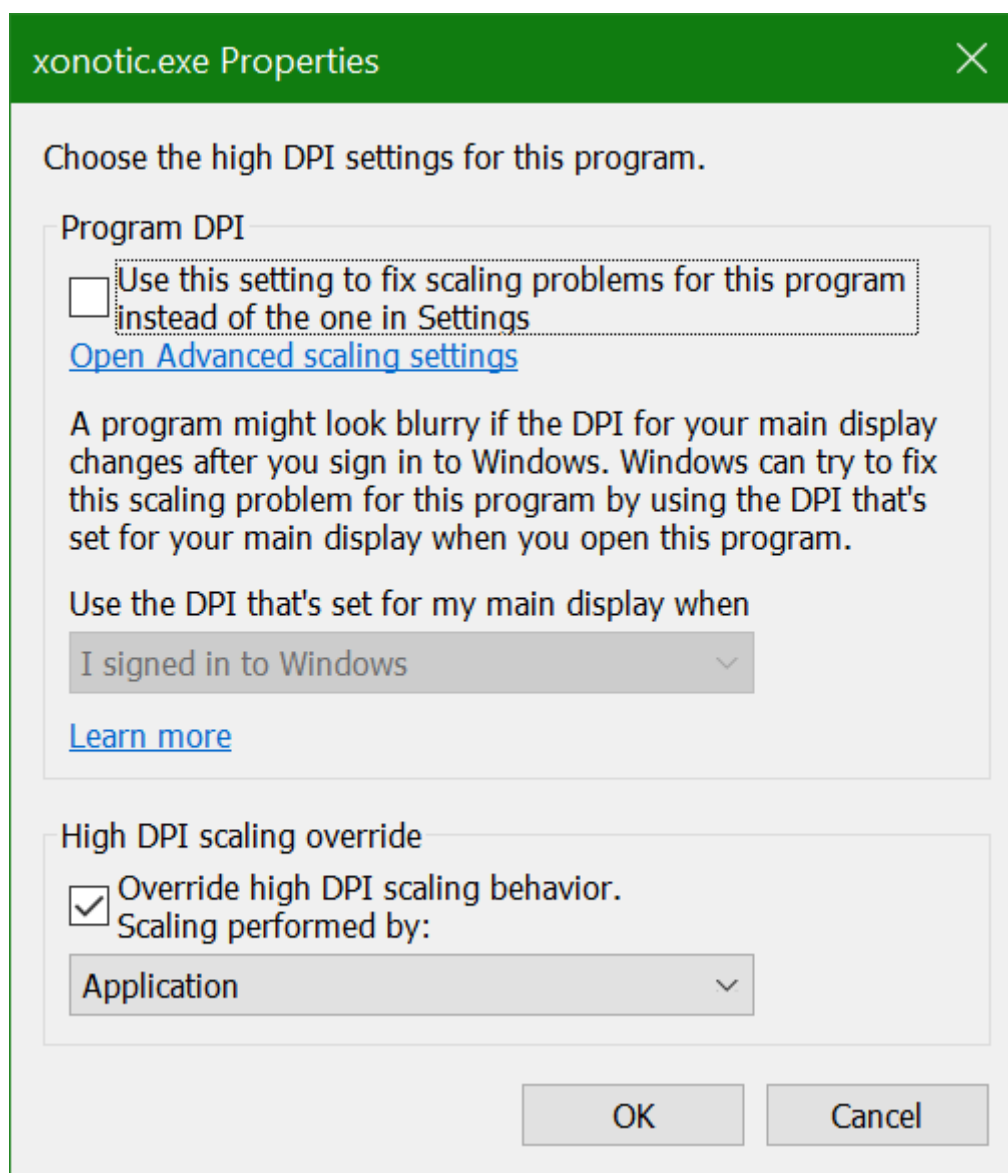 xonotic.exe Properties
Choose the high DPI settings for this program.
Program DPI
Use this setting to fix scaling problems for this program
instead of the one in Settings
Open Advanced scaling settings
A program might look blurry if the DPI for your main display
changes after you sign in to Windows. Windows can try to fix
this scaling problem for this program by using the DPI that's
set for your main display when you open this program.
Use the DPI that's set for my main display when
I signed in to Windows
Learn more
High DPI scaling override
Override high DPI scaling behavior.
Scaling performed by:
Application
OK
Cancel